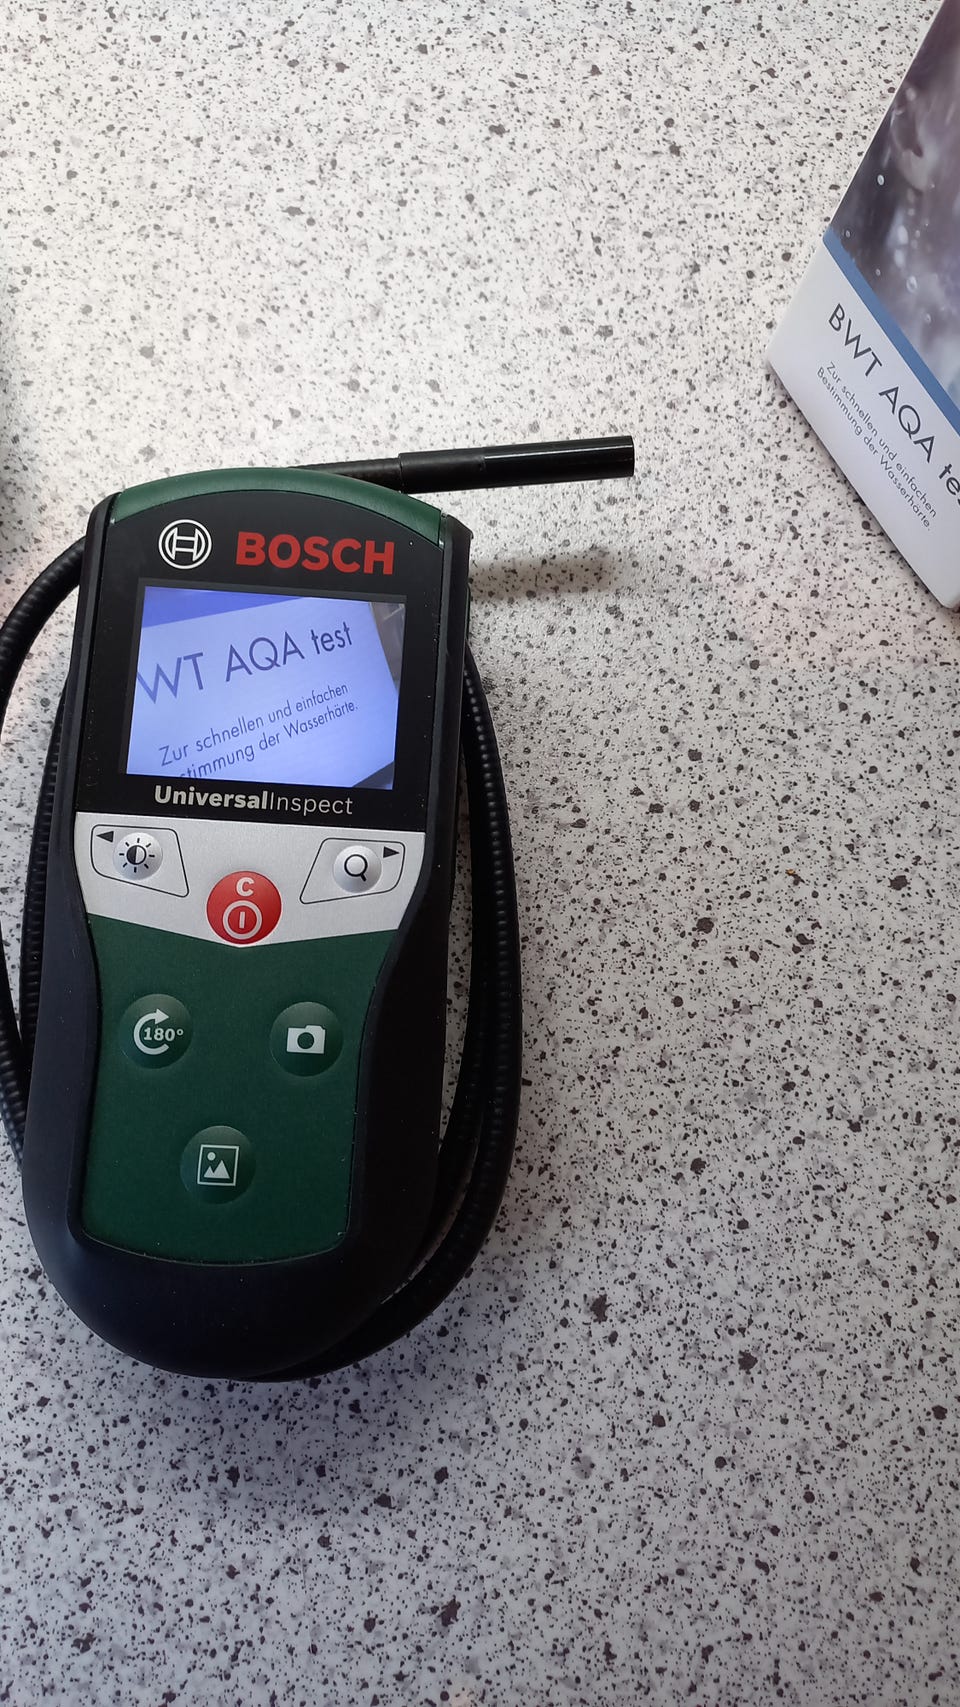 BOSCH
WT AQA test
Zur schnellen und einfachen
stimmung der Wasserhärte.
UniversalInspect
C
180°
BWT AQA te
Zur schnellen und einfachen
Bestimmung der Wasserhärte.